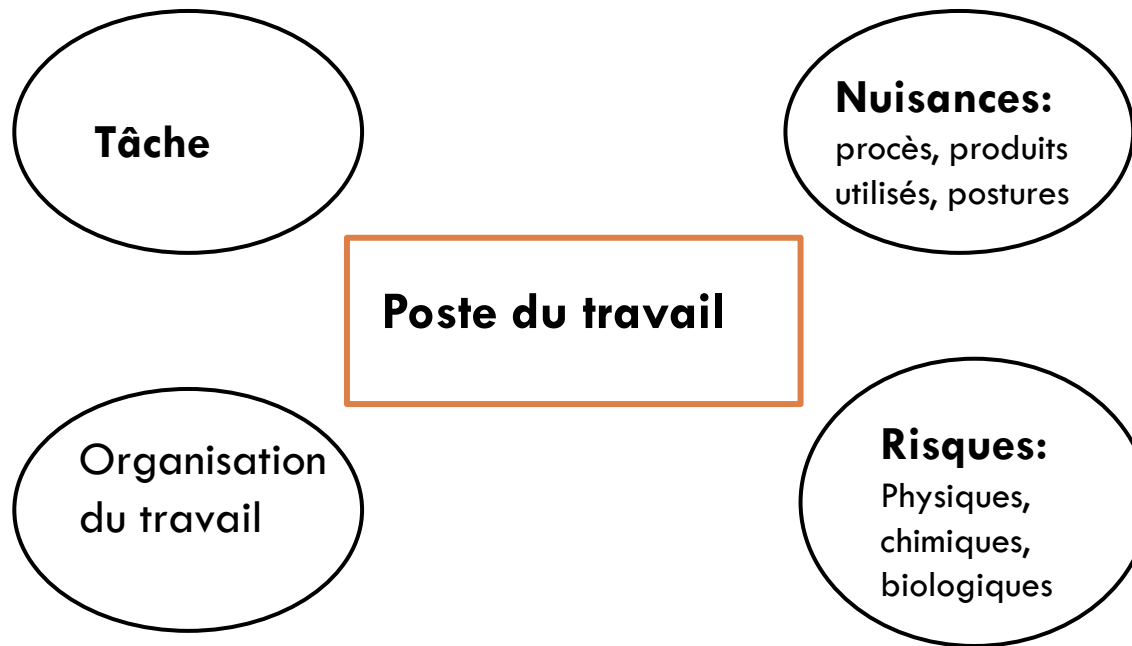 Tâche
Nuisances:
procès, produits
utilisés, postures
Poste du travail
Organisation
du travail
Risques:
Physiques,
chimiques,
biologiques